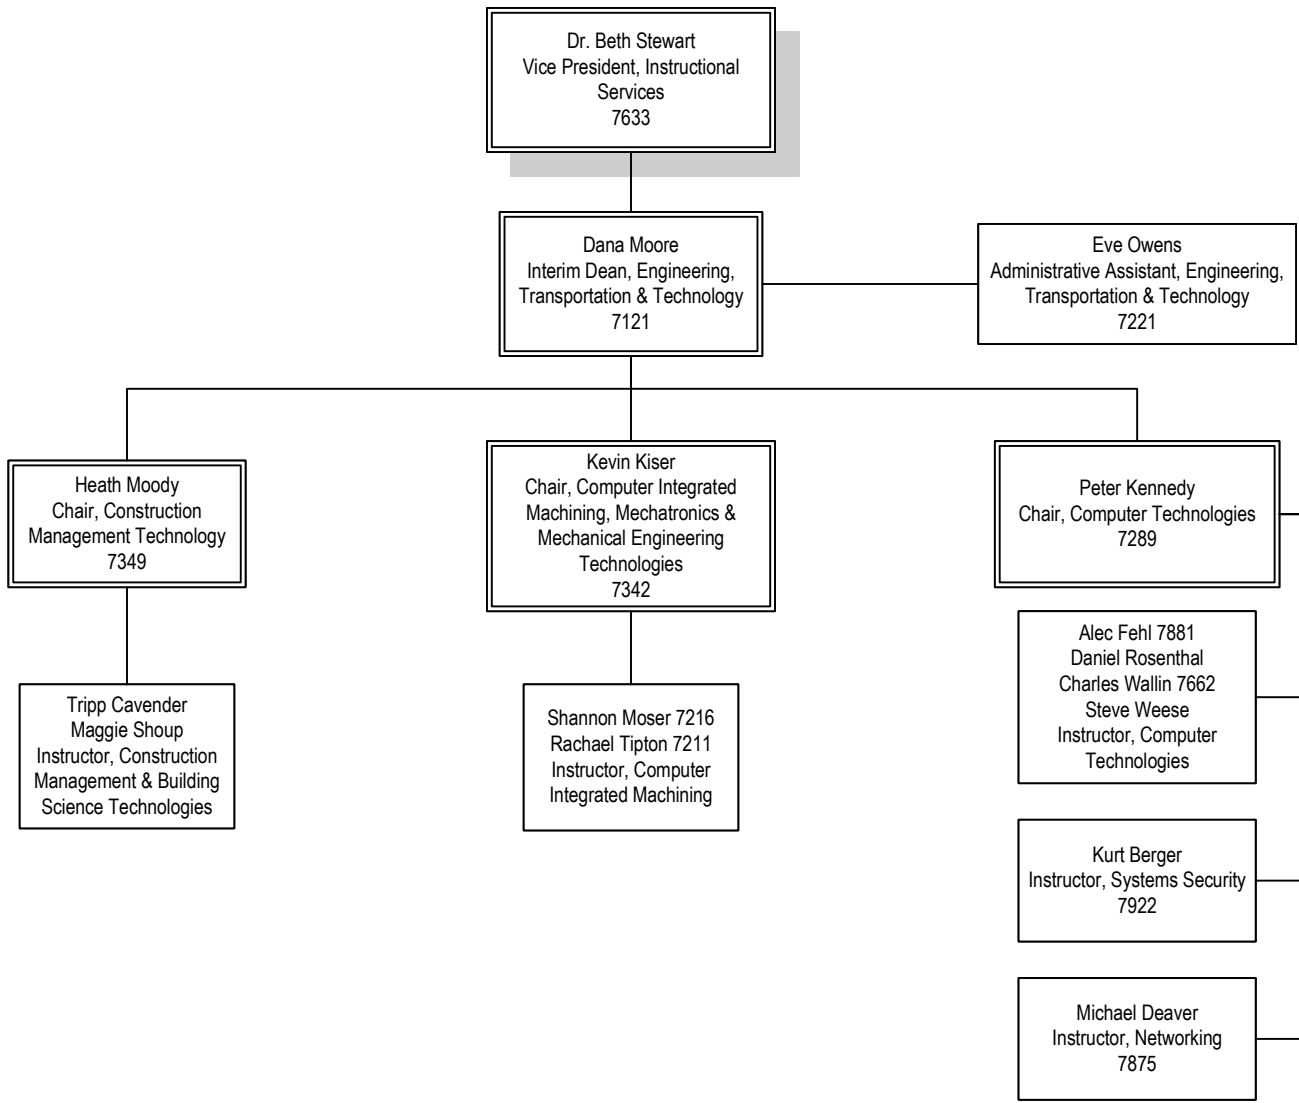 Dr. Beth Stewart
Vice President, Instructional
Services
7633
Dana Moore
Interim Dean, Engineering,
Transportation & Technology
7121
Eve Owens
Administrative Assistant, Engineering,
Transportation & Technology
7221
Heath Moody
Chair, Construction
Management Technology
7349
Kevin Kiser
Chair, Computer Integrated
Machining, Mechatronics &
Mechanical Engineering
Technologies
7342
Peter Kennedy
Chair, Computer Technologies
7289
Tripp Cavender
Maggie Shoup
Instructor, Construction
Management & Building
Science Technologies
Shannon Moser 7216
Rachael Tipton 7211
Instructor, Computer
Integrated Machining
Alec Fehl 7881
Daniel Rosenthal
Charles Wallin 7662
Steve Weese
Instructor, Computer
Technologies
Kurt Berger
Instructor, Systems Security
7922
Michael Deaver
Instructor, Networking
7875